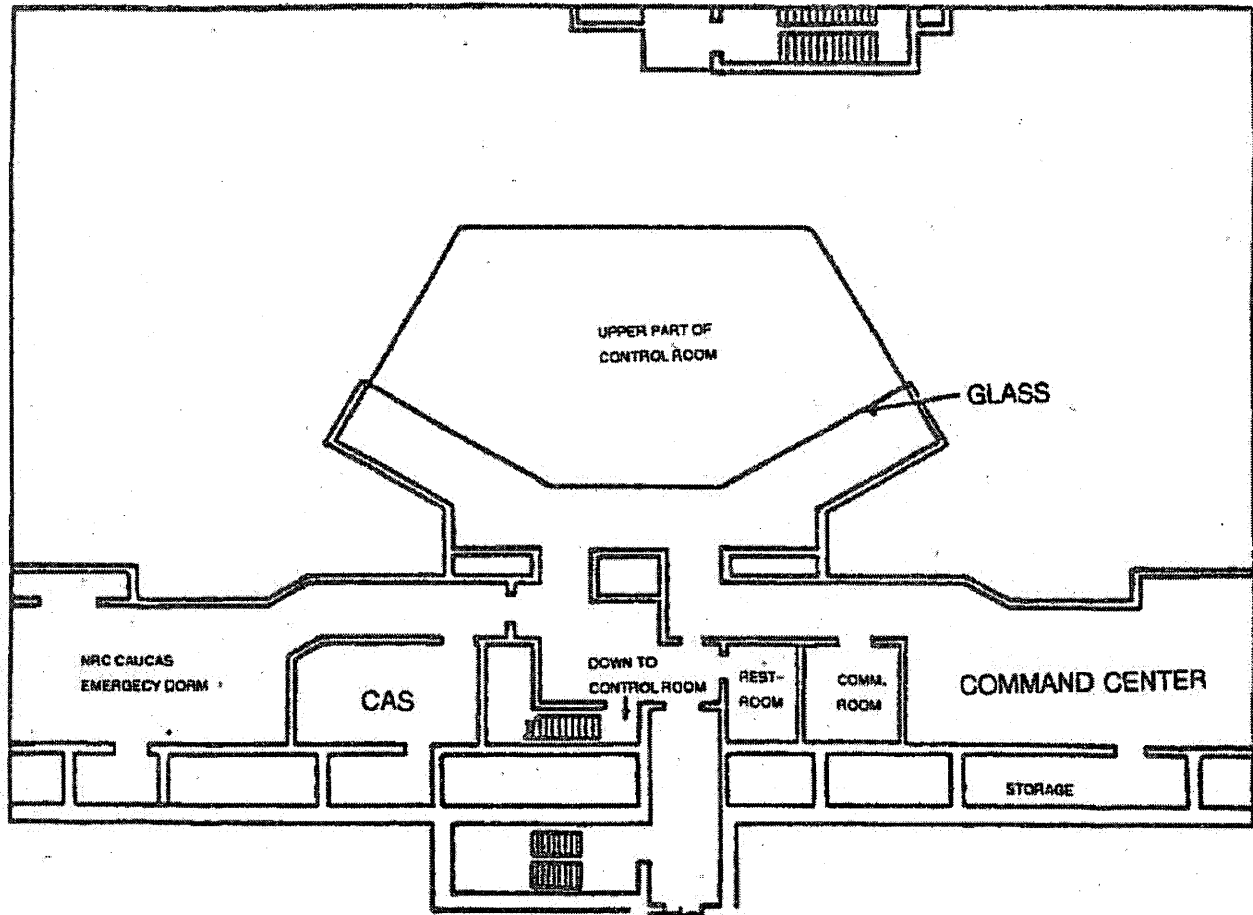 UPPER PART OF
CONTROL ROOM
GLASS
NRC CAUCAS
EMERGECY DORM
CAS
DOWN TO
CONTROL ROOM
REST-
ROOM
COMM.
ROOM
COMMAND CENTER
STORAGE